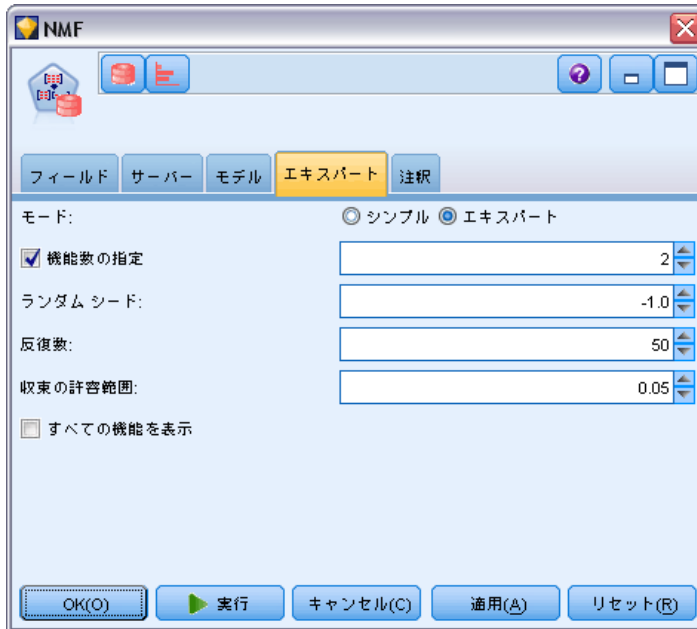 NMF
フィールド サーバー モデル エキスパート 注釈
モード: シンプル エキスパート
機能数の指定 2
ランダム シード: -1.0
反復数: 50
収束の許容範囲: 0.05
すべての機能を表示
OK(O) 実行 キャンセル(C) 適用(A) リセット(R)